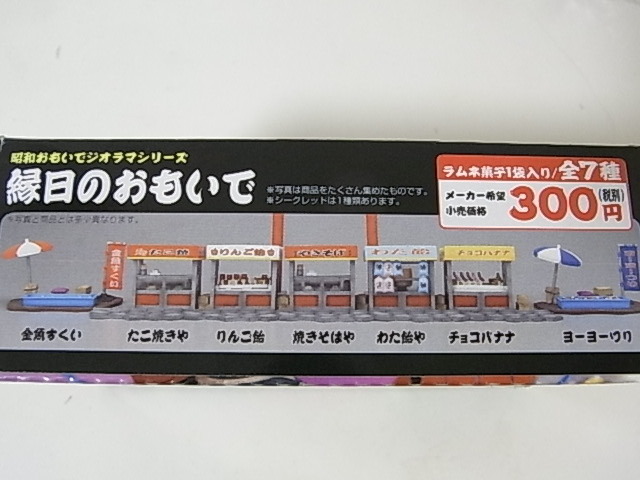 昭和おもいでジオラマシリーズ
縁日のおもいで
※写真は商品をたくさん集めたものです。
※シークレットは1種類あります。
ラムネ菓子1袋入り/全7種
メーカー希望
小売価格
300円
(税別)
※写真と商品とは多少異なります。
金魚すくい
たこ焼
りんご飴
やきそば
チョコバナナ
金魚すくい
たこ焼きや
りんご飴
焼きそばや
わた飴や
チョコバナナ
ヨーヨー釣り